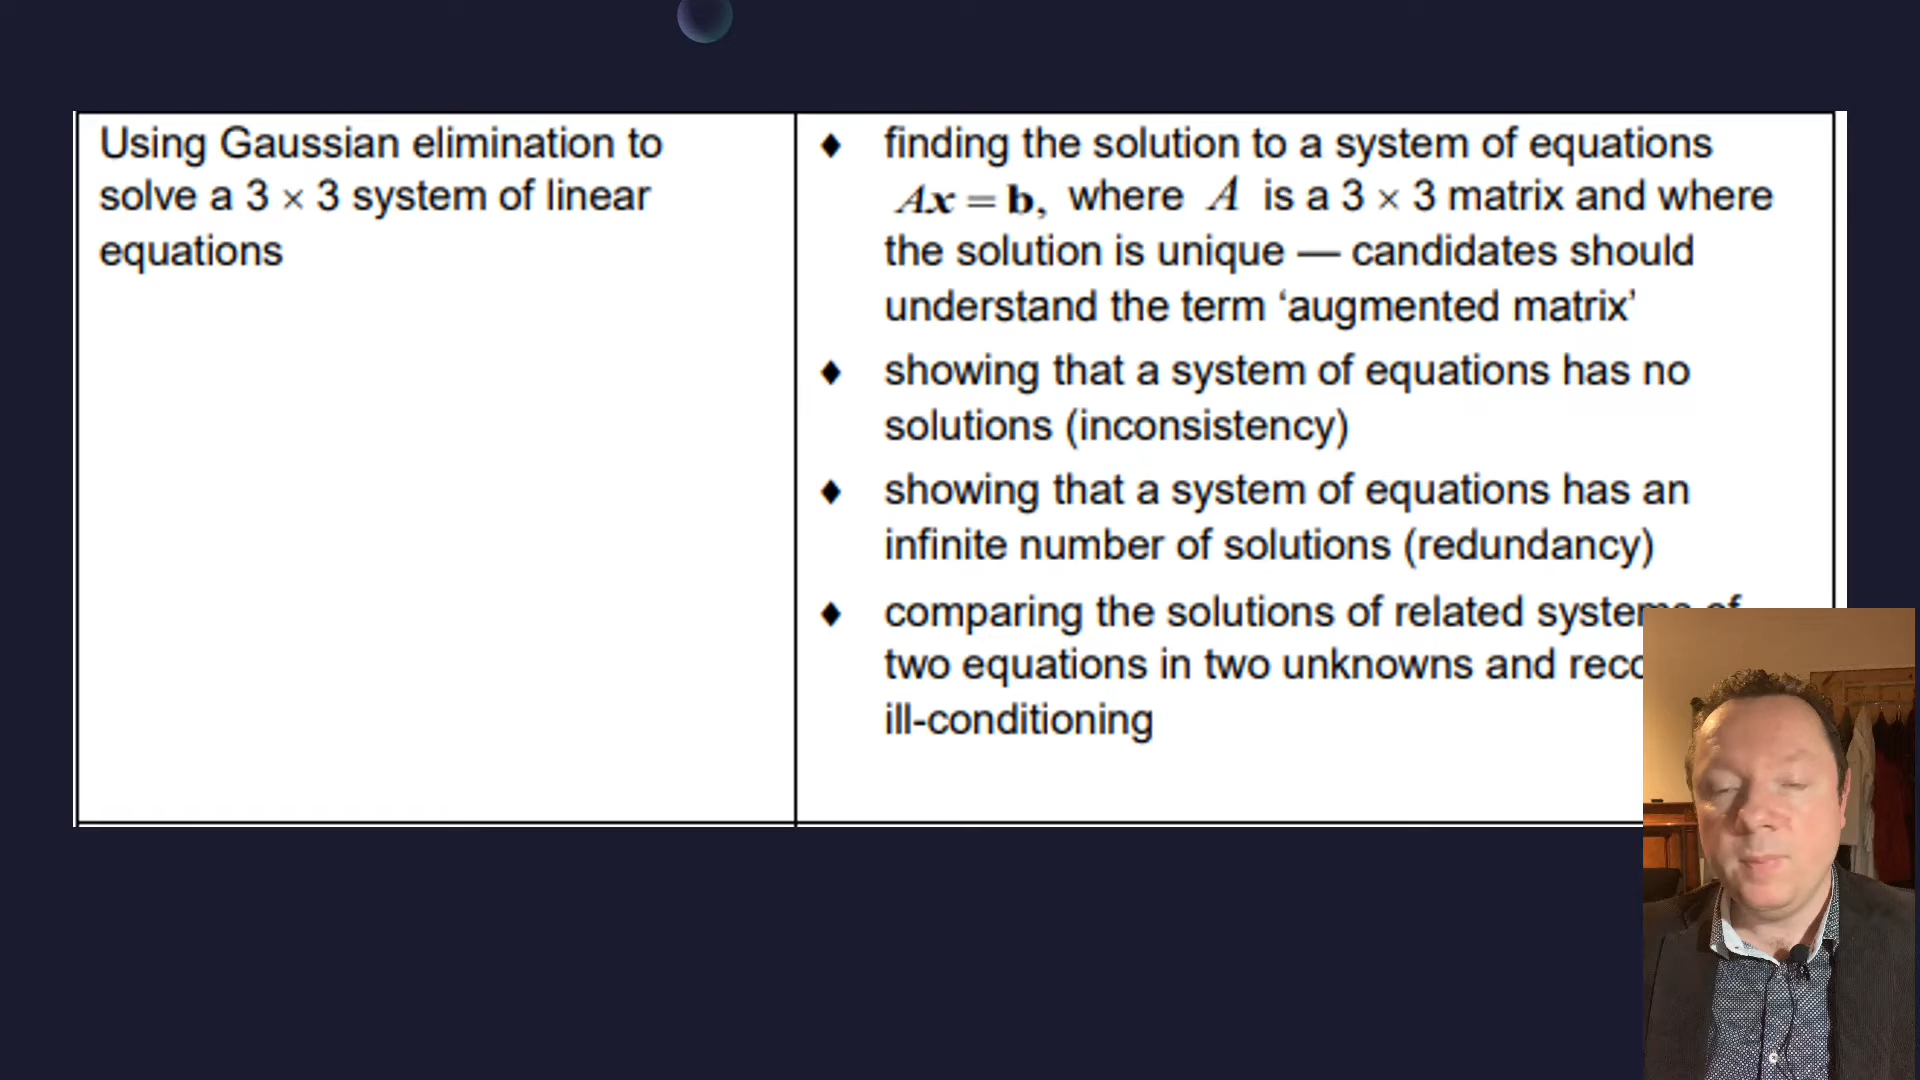 Using Gaussian elimination to
solve a 3 × 3 system of linear
equations
♦ finding the solution to a system of equations
Ax = b, where A is a 3 × 3 matrix and where
the solution is unique — candidates should
understand the term ‘augmented matrix’
♦ showing that a system of equations has no
solutions (inconsistency)
♦ showing that a system of equations has an
infinite number of solutions (redundancy)
♦ comparing the solutions of related systems of
two equations in two unknowns and
ill-conditioning